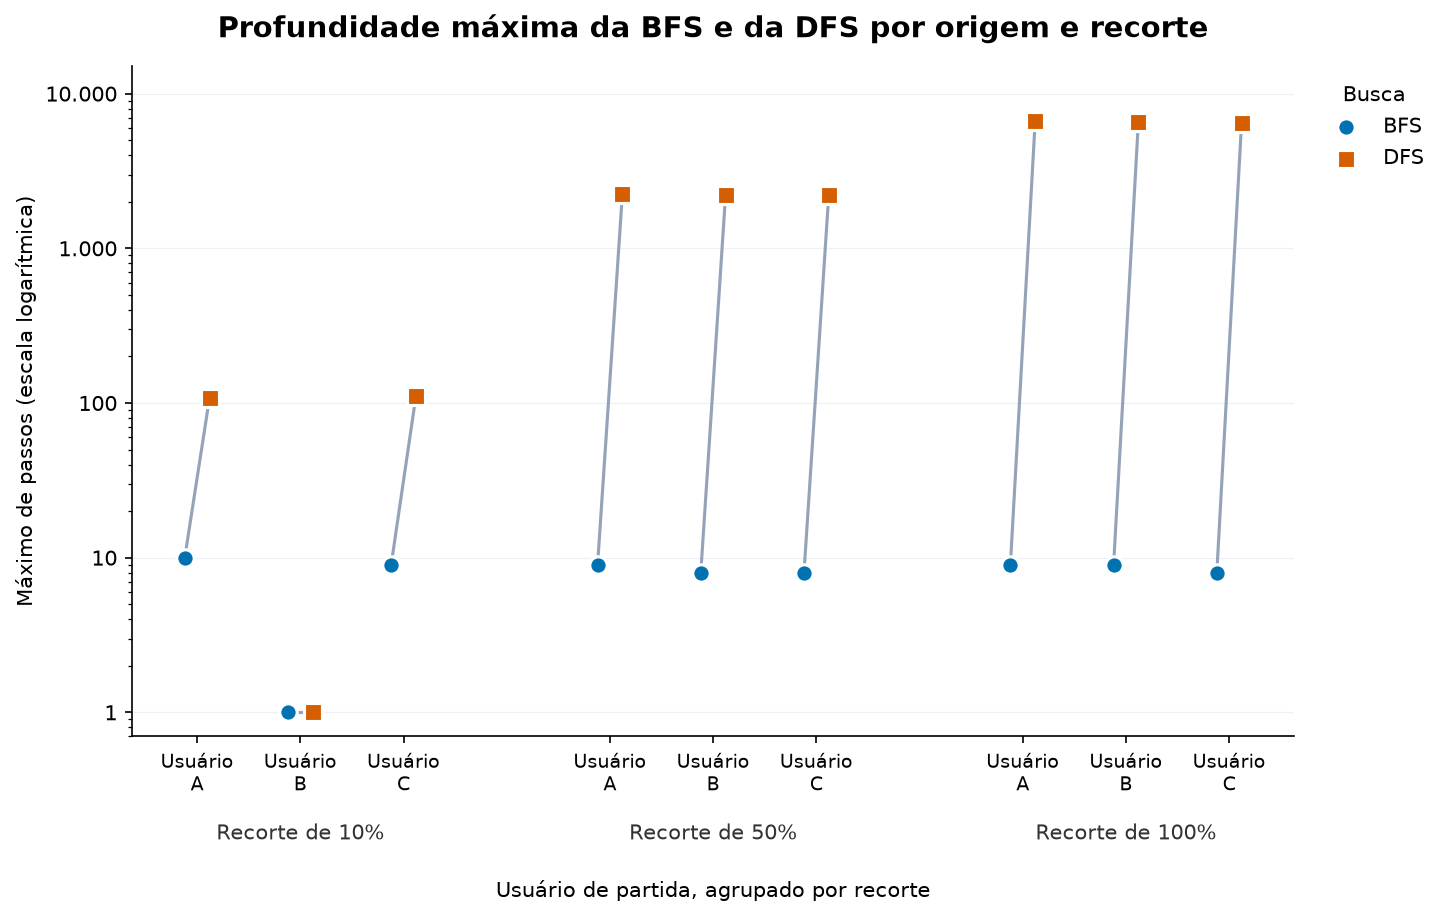 Profundidade máxima da BFS e da DFS por origem e recorte
Máximo de passos (escala logarítmica)
10.000
1.000
100
10
1
Busca
BFS
DFS
Usuário A
Usuário B
Usuário C
Usuário A
Usuário B
Usuário C
Usuário A
Usuário B
Usuário C
Recorte de 10%
Recorte de 50%
Recorte de 100%
Usuário de partida, agrupado por recorte